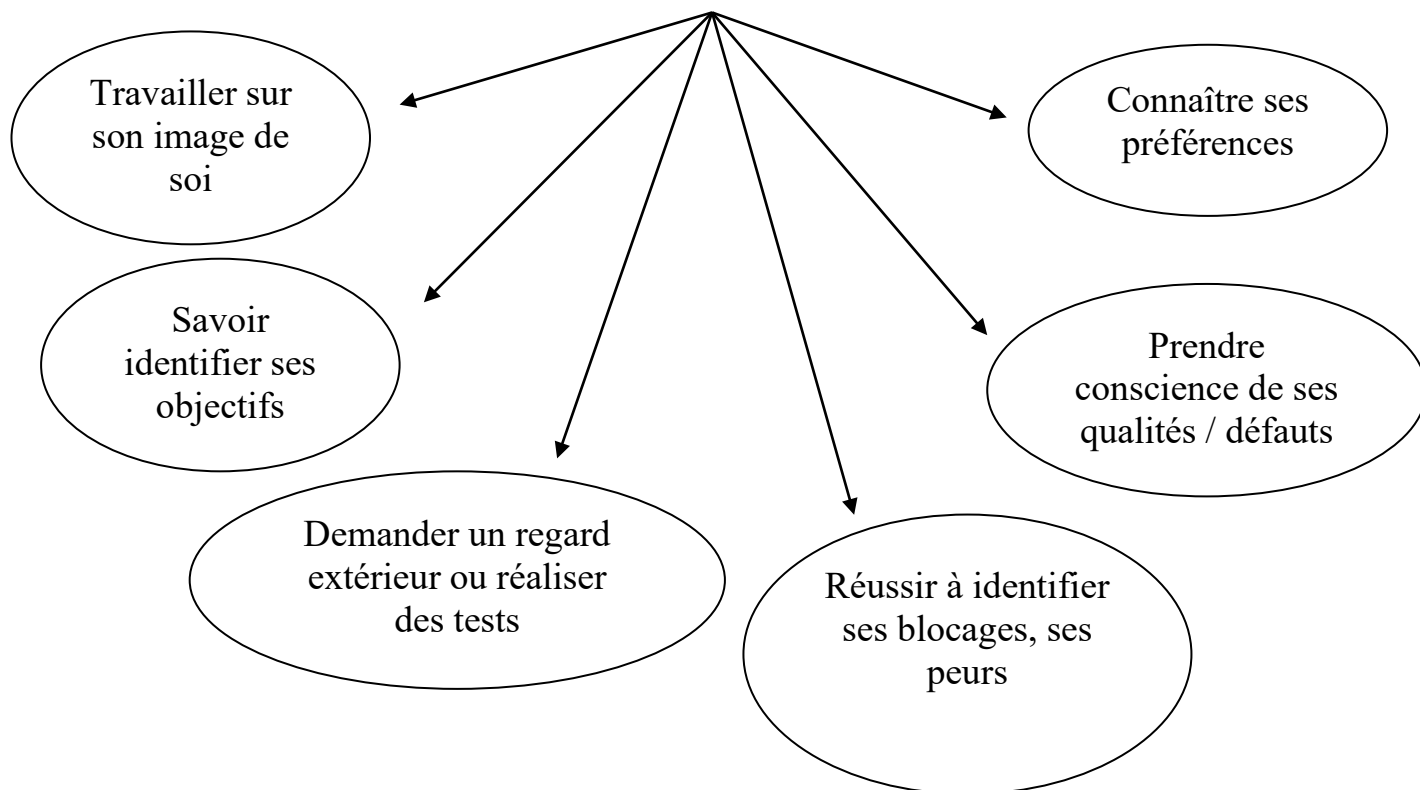 Travailler sur
son image de
soi
Connaître ses
préférences
Savoir
identifier ses
objectifs
Prendre
conscience de ses
qualités / défauts
Demander un regard
extérieur ou réaliser
des tests
Réussir à identifier
ses blocages, ses
peurs